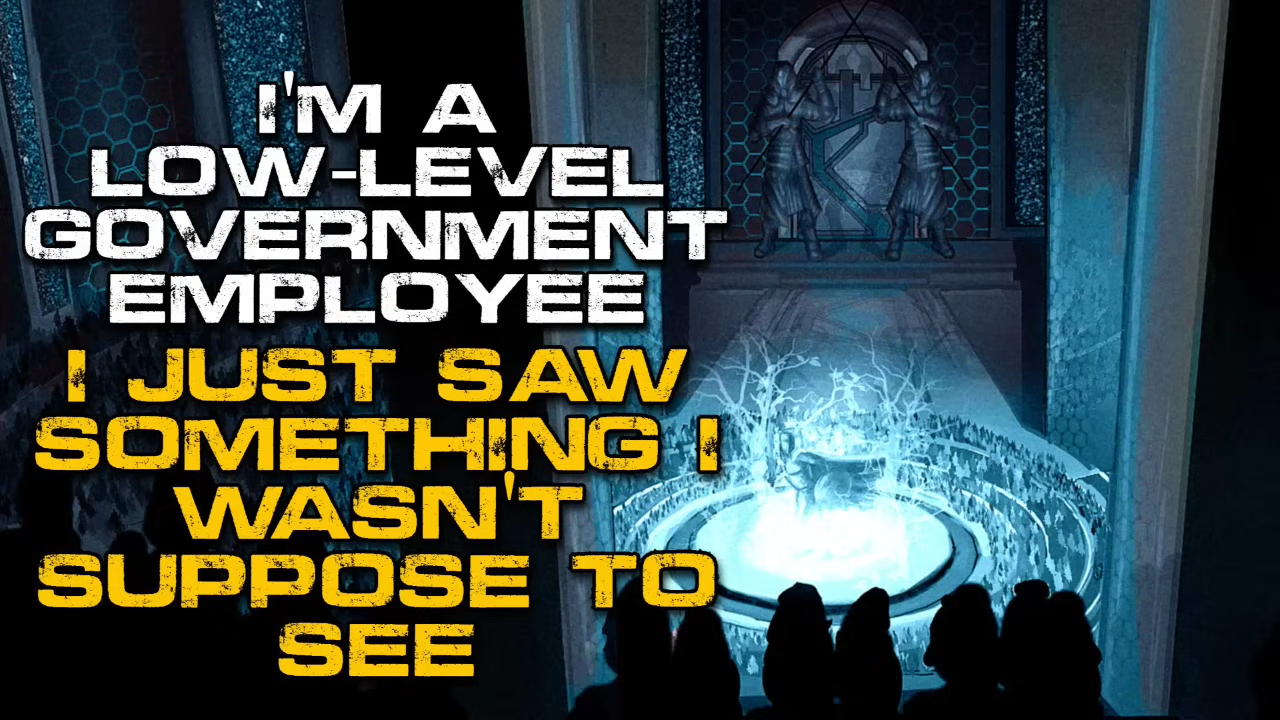 I'M A
LOW-LEVEL
GOVERNMENT
EMPLOYEE
I JUST SAW
SOMETHING I
WASN'T
SUPPOSE TO
SEE